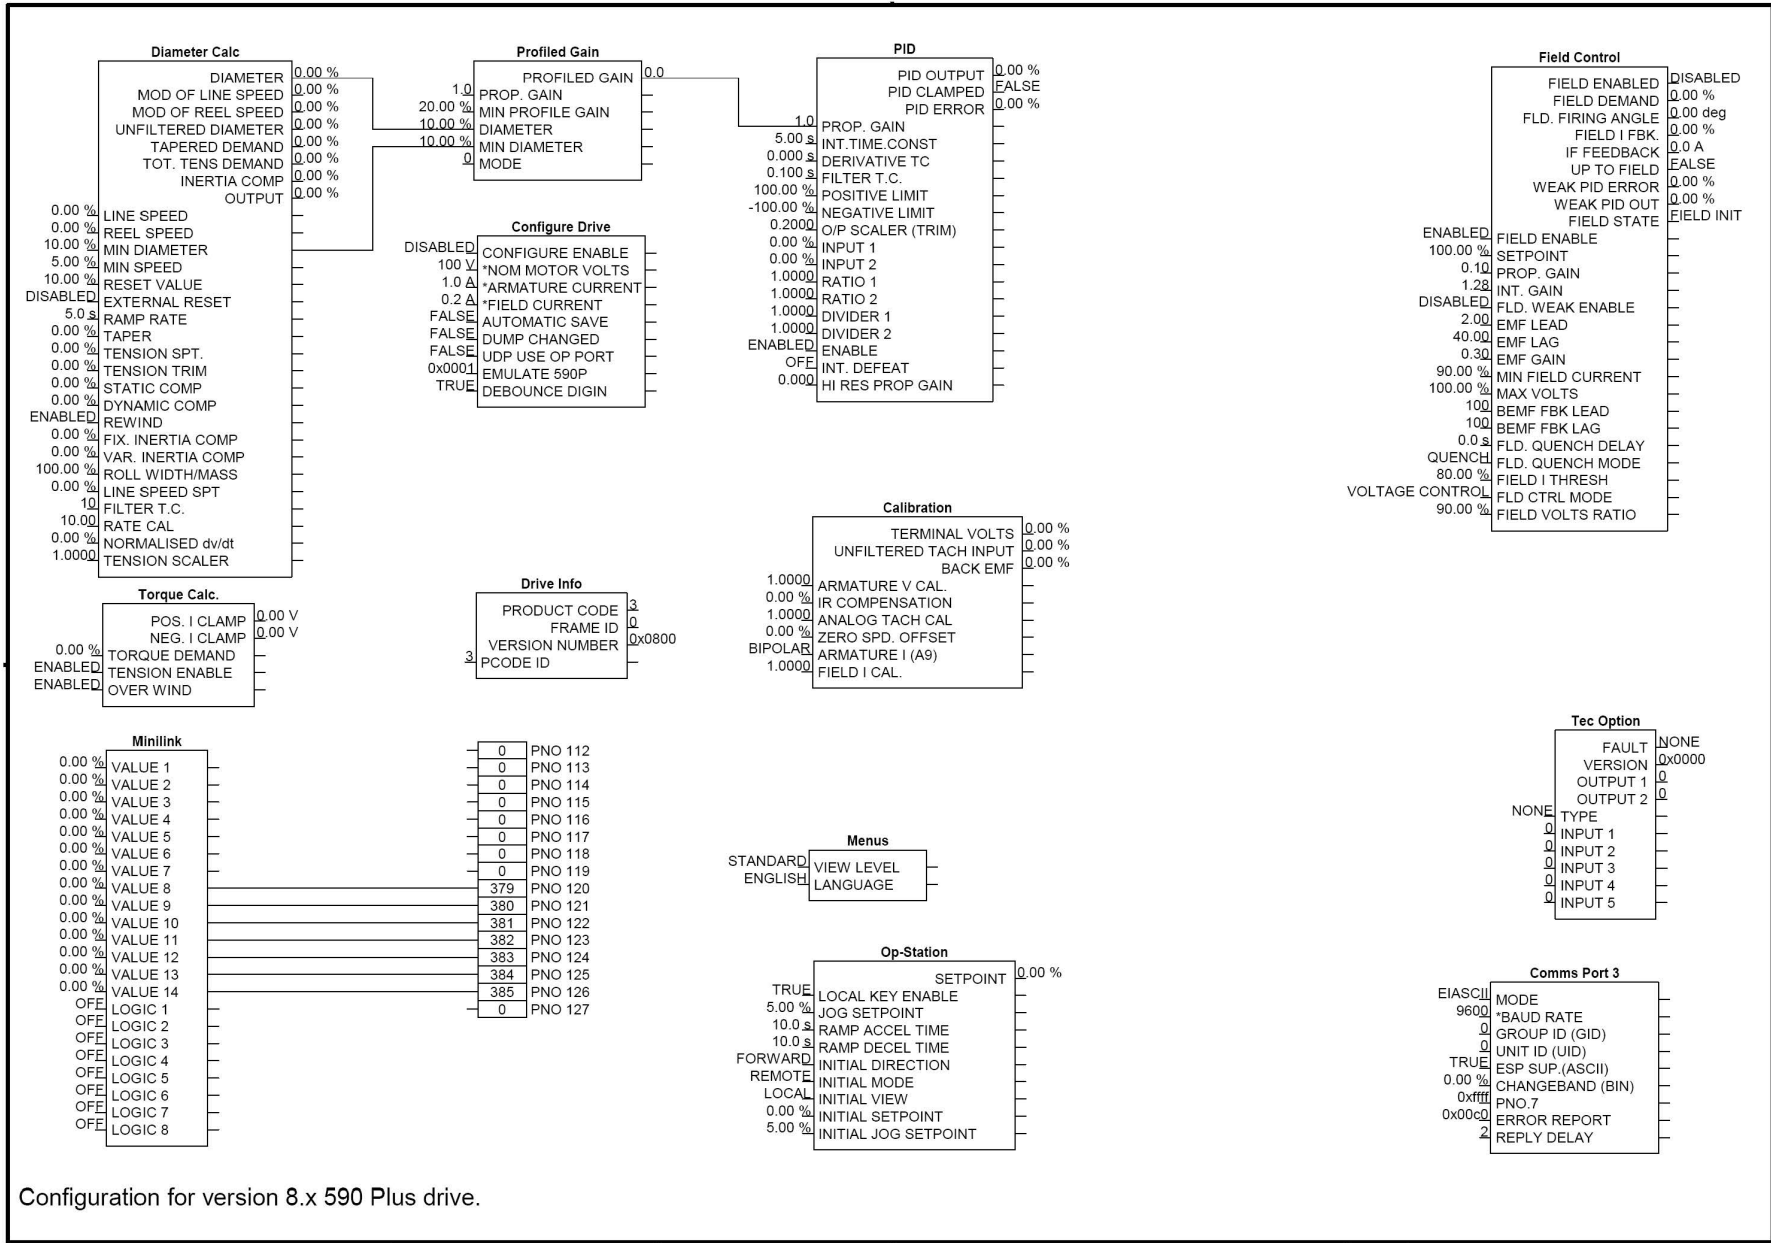 Diameter Calc
DIAMETER 0.00 %
MOD OF LINE SPEED 0.00 %
MOD OF REEL SPEED 0.00 %
UNFILTERED DIAMETER 0.00 %
TAPERED DEMAND 0.00 %
TOT. TENS DEMAND 0.00 %
INERTIA COMP 0.00 %
OUTPUT 0.00 %
0.00 % LINE SPEED
0.00 % REEL SPEED
10.00 % MIN DIAMETER
5.00 % MIN SPEED
10.00 % RESET VALUE
DISABLED EXTERNAL RESET
5.0 s RAMP RATE
0.00 % TAPER
0.00 % TENSION SPT.
0.00 % TENSION TRIM
0.00 % STATIC COMP
0.00 % DYNAMIC COMP
ENABLED REWIND
0.00 % FIX. INERTIA COMP
0.00 % VAR. INERTIA COMP
100.00 % ROLL WIDTH/MASS
0.00 % LINE SPEED SPT
10 FILTER T.C.
10.00 RATE CAL
0.00 % NORMALISED dv/dt
1.0000 TENSION SCALER
Profiled Gain
PROFILED GAIN 0.0
1.0 PROP. GAIN
20.00 % MIN PROFILE GAIN
10.00 % DIAMETER
10.00 % MIN DIAMETER
0 MODE
Configure Drive
DISABLED CONFIGURE ENABLE
100 V *NOM MOTOR VOLTS
1.0 A *ARMATURE CURRENT
0.2 A *FIELD CURRENT
FALSE AUTOMATIC SAVE
FALSE DUMP CHANGED
FALSE UDP USE OP PORT
0x0001 EMULATE 590P
TRUE DEBOUNCE DIGIN
PID
PID OUTPUT 0.00 %
PID CLAMPED FALSE
PID ERROR 0.00 %
1.0 PROP. GAIN
5.00 s INT.TIME.CONST
0.000 s DERIVATIVE TC
0.100 s FILTER T.C.
100.00 % POSITIVE LIMIT
-100.00 % NEGATIVE LIMIT
0.2000 O/P SCALER (TRIM)
0.00 % INPUT 1
0.00 % INPUT 2
1.0000 RATIO 1
1.0000 RATIO 2
1.0000 DIVIDER 1
1.0000 DIVIDER 2
ENABLED ENABLE
OFF INT. DEFEAT
0.000 HI RES PROP GAIN
Field Control
FIELD ENABLED DISABLED
FIELD DEMAND 0.00 %
FLD. FIRING ANGLE 0.00 deg
FIELD I FBK. 0.00 %
IF FEEDBACK 0.0 A
UP TO FIELD FALSE
WEAK PID ERROR 0.00 %
WEAK PID OUT 0.00 %
FIELD STATE FIELD INIT
ENABLED FIELD ENABLE
100.00 % SETPOINT
0.10 PROP. GAIN
1.28 INT. GAIN
DISABLED FLD. WEAK ENABLE
2.00 EMF LEAD
40.00 EMF LAG
0.30 EMF GAIN
90.00 % MIN FIELD CURRENT
100.00 % MAX VOLTS
100 BEMF FBK LEAD
100 BEMF FBK LAG
0.0 s FLD. QUENCH DELAY
QUENCH FLD. QUENCH MODE
80.00 % FIELD I THRESH
VOLTAGE CONTROL FLD CTRL MODE
90.00 % FIELD VOLTS RATIO
Calibration
TERMINAL VOLTS 0.00 %
UNFILTERED TACH INPUT 0.00 %
BACK EMF 0.00 %
1.0000 ARMATURE V CAL.
0.00 % IR COMPENSATION
1.0000 ANALOG TACH CAL
0.00 % ZERO SPD. OFFSET
BIPOLAR ARMATURE I (A9)
1.0000 FIELD I CAL.
Torque Calc.
POS. I CLAMP 0.00 V
NEG. I CLAMP 0.00 V
0.00 % TORQUE DEMAND
ENABLED TENSION ENABLE
ENABLED OVER WIND
Drive Info
PRODUCT CODE 3
FRAME ID 0
VERSION NUMBER 0x0800
3 PCODE ID
Minilink
0.00 % VALUE 1
0.00 % VALUE 2
0.00 % VALUE 3
0.00 % VALUE 4
0.00 % VALUE 5
0.00 % VALUE 6
0.00 % VALUE 7
0.00 % VALUE 8
0.00 % VALUE 9
0.00 % VALUE 10
0.00 % VALUE 11
0.00 % VALUE 12
0.00 % VALUE 13
0.00 % VALUE 14
OFF LOGIC 1
OFF LOGIC 2
OFF LOGIC 3
OFF LOGIC 4
OFF LOGIC 5
OFF LOGIC 6
OFF LOGIC 7
OFF LOGIC 8
0 PNO 112
0 PNO 113
0 PNO 114
0 PNO 115
0 PNO 116
0 PNO 117
0 PNO 118
0 PNO 119
379 PNO 120
380 PNO 121
381 PNO 122
382 PNO 123
383 PNO 124
384 PNO 125
385 PNO 126
0 PNO 127
Menus
STANDARD VIEW LEVEL
ENGLISH LANGUAGE
Op-Station
SETPOINT 0.00 %
TRUE LOCAL KEY ENABLE
5.00 % JOG SETPOINT
10.0 s RAMP ACCEL TIME
10.0 s RAMP DECEL TIME
FORWARD INITIAL DIRECTION
REMOTE INITIAL MODE
LOCAL INITIAL VIEW
0.00 % INITIAL SETPOINT
5.00 % INITIAL JOG SETPOINT
Tec Option
FAULT NONE
VERSION 0x0000
OUTPUT 1 0
OUTPUT 2 0
NONE TYPE
0 INPUT 1
0 INPUT 2
0 INPUT 3
0 INPUT 4
0 INPUT 5
Comms Port 3
EIASCII MODE
9600 *BAUD RATE
0 GROUP ID (GID)
0 UNIT ID (UID)
TRUE ESP SUP.(ASCII)
0.00 % CHANGEBAND (BIN)
0xffff PNO.7
0x00c0 ERROR REPORT
2 REPLY DELAY
Configuration for version 8.x 590 Plus drive.